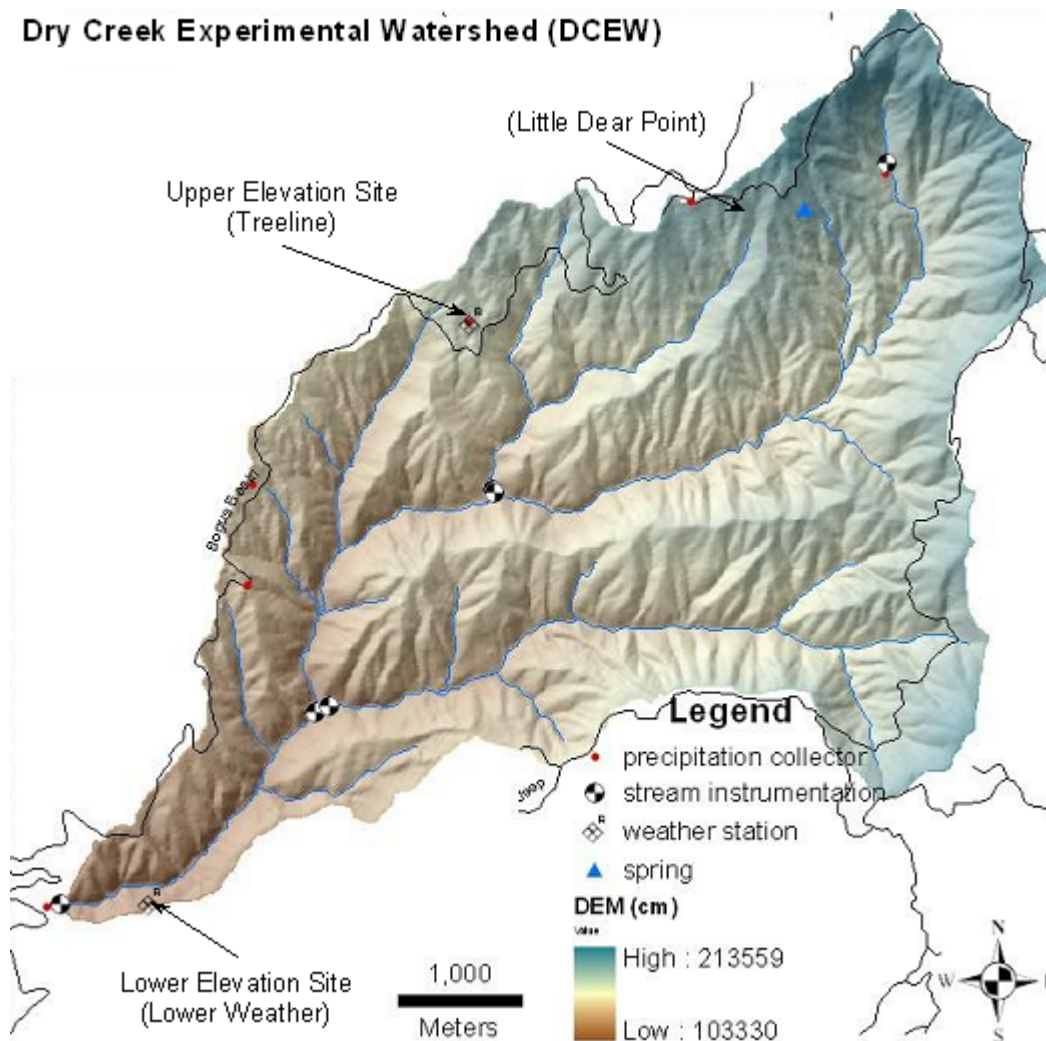 Dry Creek Experimental Watershed (DCEW)
(Little Dear Point)
Upper Elevation Site
(Treeline)
R
Bogus Basin
Legend
precipitation collector
Jeep
stream instrumentation
R
weather station
spring
R
DEM (cm)
Value
High : 213559
Low : 103330
Lower Elevation Site
(Lower Weather)
1,000
Meters
N
W
S